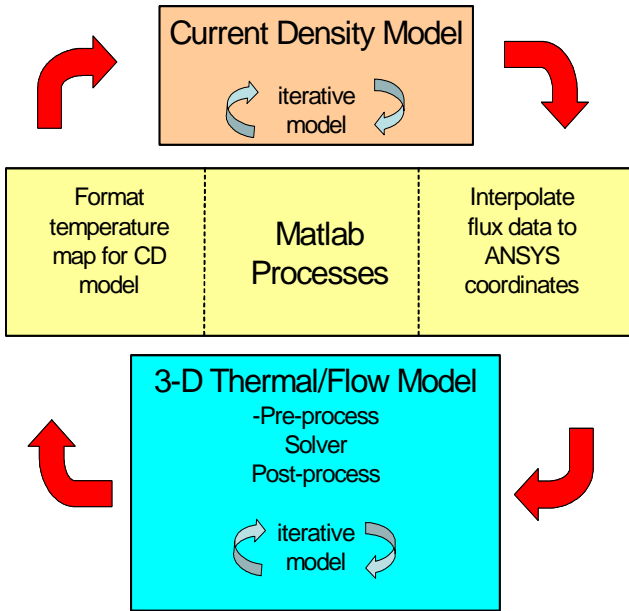 Current Density Model
iterative
model
Format
temperature
map for CD
model
Matlab
Processes
Interpolate
flux data to
ANSYS
coordinates
3-D Thermal/Flow Model
-Pre-process
Solver
Post-process
iterative
model